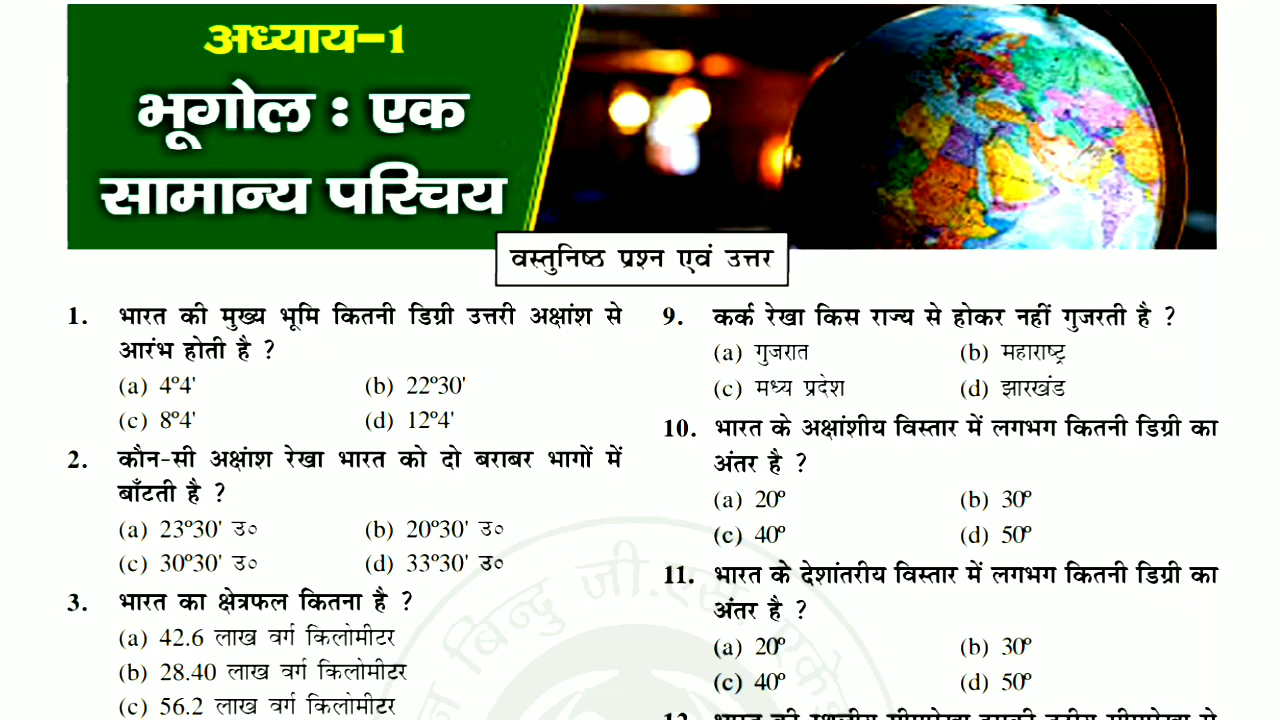 अध्याय-1
भूगोल : एक
सामान्य परिचय
वस्तुनिष्ठ प्रश्न एवं उत्तर
1. भारत की मुख्य भूमि कितनी डिग्री उत्तरी अक्षांश से
आरंभ होती है ?
(a) 4º4' (b) 22º30'
(c) 8º4' (d) 12º4'
2. कौन-सी अक्षांश रेखा भारत को दो बराबर भागों में
बाँटती है ?
(a) 23º30' उ० (b) 20º30' उ०
(c) 30º30' उ० (d) 33º30' उ०
3. भारत का क्षेत्रफल कितना है ?
(a) 42.6 लाख वर्ग किलोमीटर
(b) 28.40 लाख वर्ग किलोमीटर
(c) 56.2 लाख वर्ग किलोमीटर
9. कर्क रेखा किस राज्य से होकर नहीं गुजरती है ?
(a) गुजरात (b) महाराष्ट्र
(c) मध्य प्रदेश (d) झारखंड
10. भारत के अक्षांशीय विस्तार में लगभग कितनी डिग्री का
अंतर है ?
(a) 20º (b) 30º
(c) 40º (d) 50º
11. भारत के देशांतरीय विस्तार में लगभग कितनी डिग्री का
अंतर है ?
(a) 20º (b) 30º
(c) 40º (d) 50º
बिन्दु जी.एस.